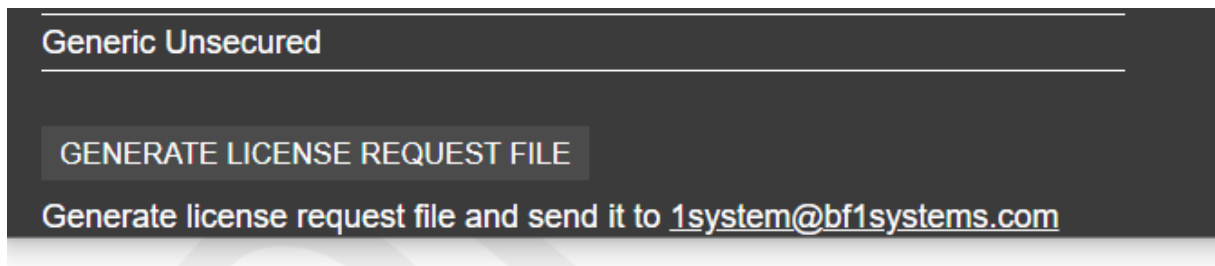 Generic Unsecured
GENERATE LICENSE REQUEST FILE
Generate license request file and send it to 1system@bf1systems.com